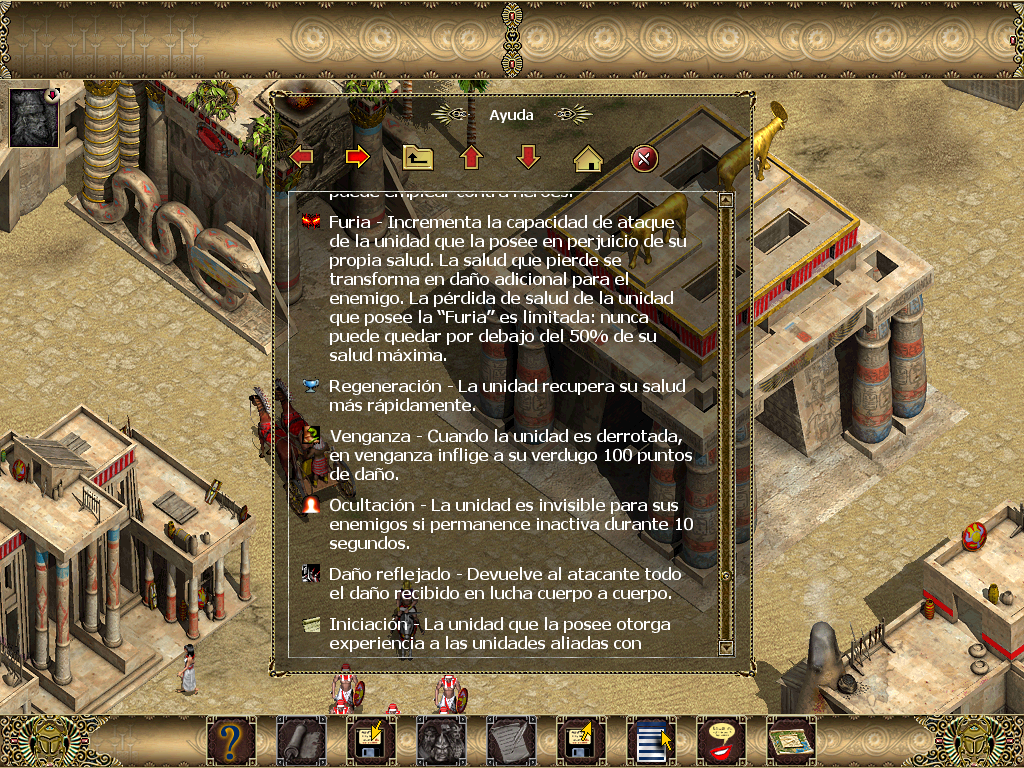 Ayuda
puede emplear contra héroes.
Furia - Incrementa la capacidad de ataque
de la unidad que la posee en perjuicio de su
propia salud. La salud que pierde se
transforma en daño adicional para el
enemigo. La pérdida de salud de la unidad
que posee la “Furia” es limitada: nunca
puede quedar por debajo del 50% de su
salud máxima.
Regeneración - La unidad recupera su salud
más rápidamente.
Venganza - Cuando la unidad es derrotada,
en venganza inflige a su verdugo 100 puntos
de daño.
Ocultación - La unidad es invisible para sus
enemigos si permanence inactiva durante 10
segundos.
Daño reflejado - Devuelve al atacante todo
el daño recibido en lucha cuerpo a cuerpo.
Iniciación - La unidad que la posee otorga
experiencia a las unidades aliadas con
?